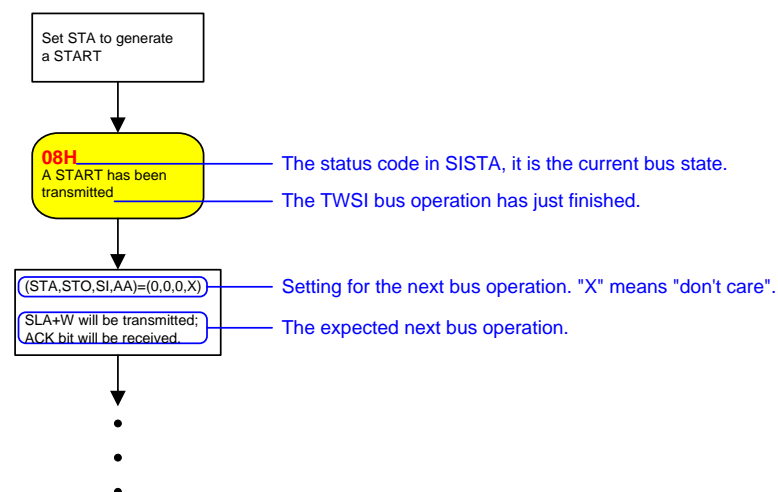 Set STA to generate
a START
08H
A START has been
transmitted
The status code in SISTA, it is the current bus state.
The TWSI bus operation has just finished.
(STA,STO,SI,AA)=(0,0,0,X)
Setting for the next bus operation. "X" means "don't care".
SLA+W will be transmitted;
ACK bit will be received.
The expected next bus operation.